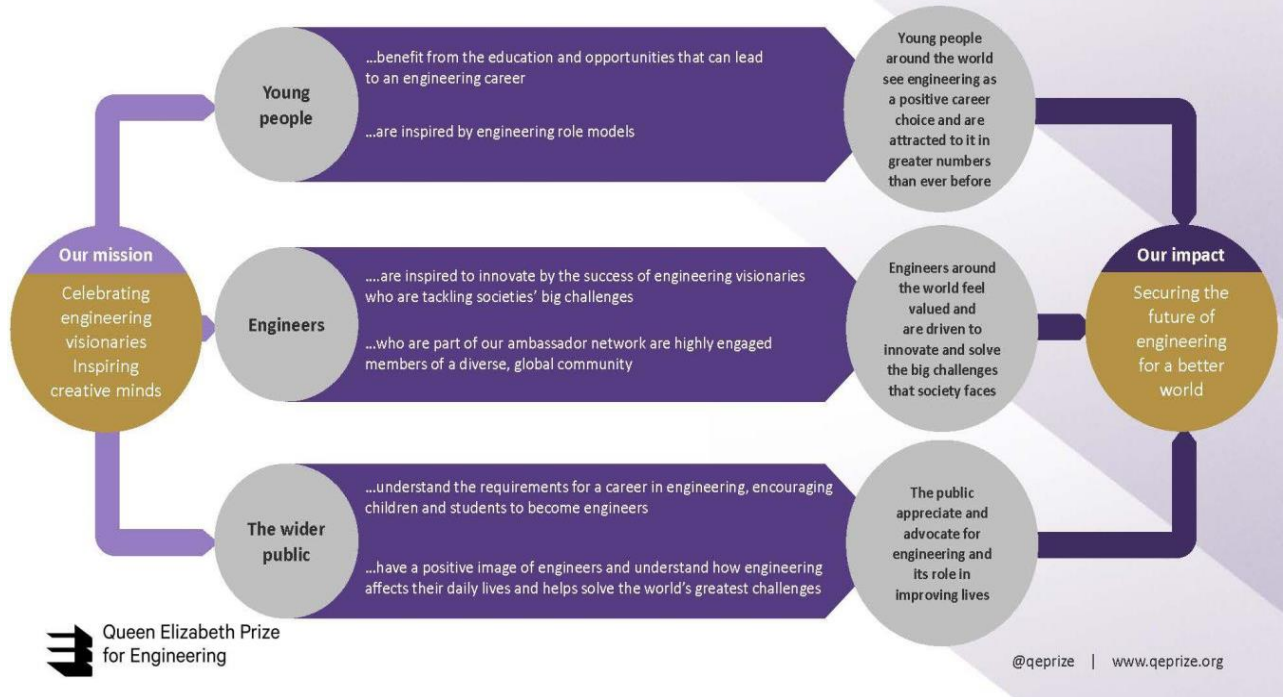 Our mission
Celebrating
engineering
visionaries
Inspiring
creative minds
Young
people
...benefit from the education and opportunities that can lead
to an engineering career
...are inspired by engineering role models
Young people
around the world
see engineering as
a positive career
choice and are
attracted to it in
greater numbers
than ever before
Engineers
....are inspired to innovate by the success of engineering visionaries
who are tackling societies' big challenges
...who are part of our ambassador network are highly engaged
members of a diverse, global community
Engineers around
the world feel
valued and
are driven to
innovate and solve
the big challenges
that society faces
The wider
public
...understand the requirements for a career in engineering, encouraging
children and students to become engineers
...have a positive image of engineers and understand how engineering
affects their daily lives and helps solve the world's greatest challenges
The public
appreciate and
advocate for
engineering and
its role in
improving lives
Our impact
Securing the
future of
engineering
for a better
world
Queen Elizabeth Prize
for Engineering
@qeprize | www.qeprize.org